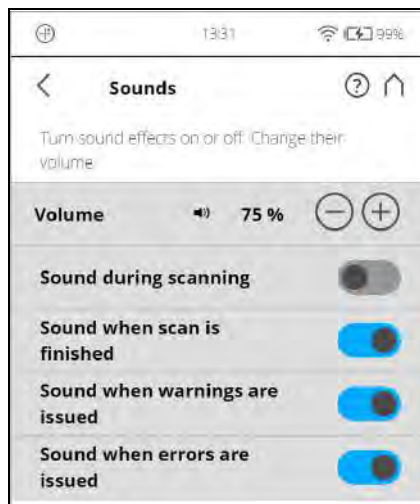 13:31 99%
Sounds
Turn sound effects on or off. Change their
volume
Volume 75 %
Sound during scanning
Sound when scan is
finished
Sound when warnings are
issued
Sound when errors are
issued